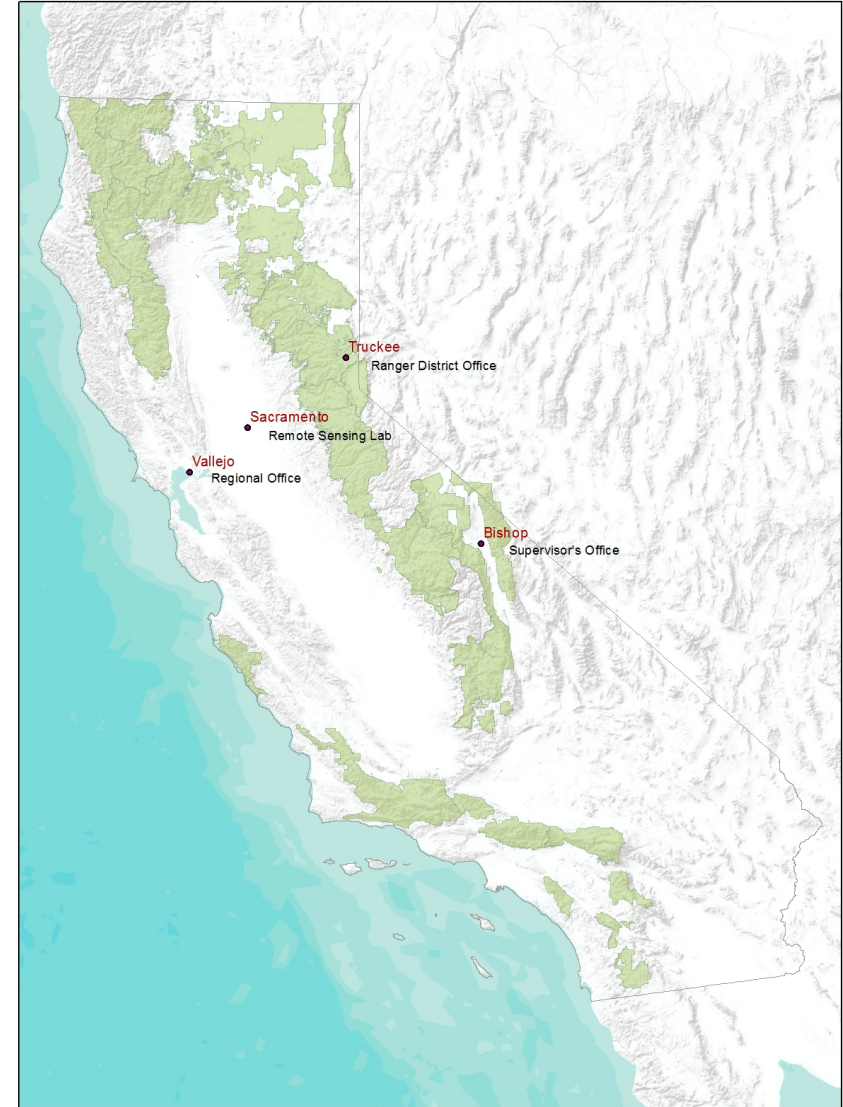 Truckee
Ranger District Office
Sacramento
Remote Sensing Lab
Vallejo
Regional Office
Bishop
Supervisor's Office